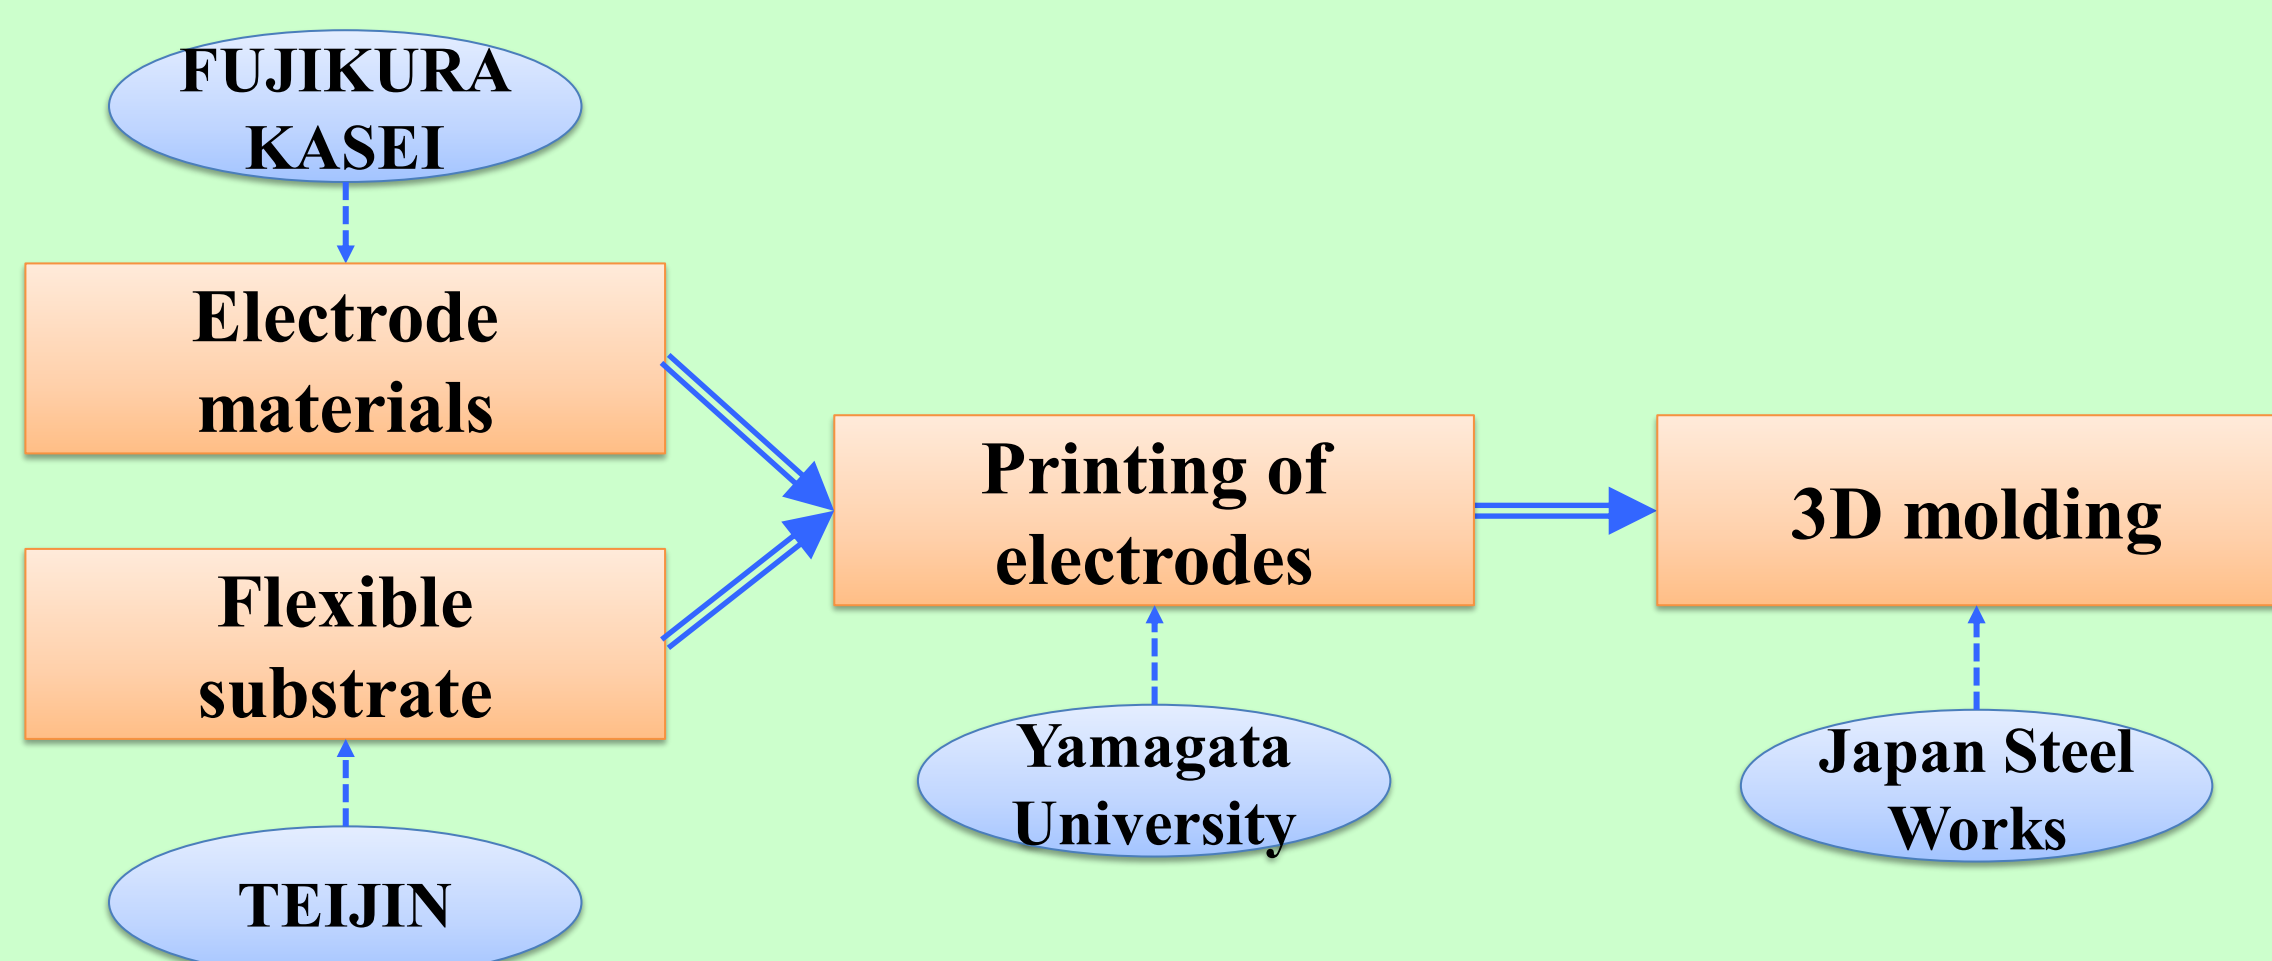 FUJIKURA
KASEI
Electrode
materials
Flexible
substrate
TEIJIN
Printing of
electrodes
Yamagata
University
3D molding
Japan Steel
Works